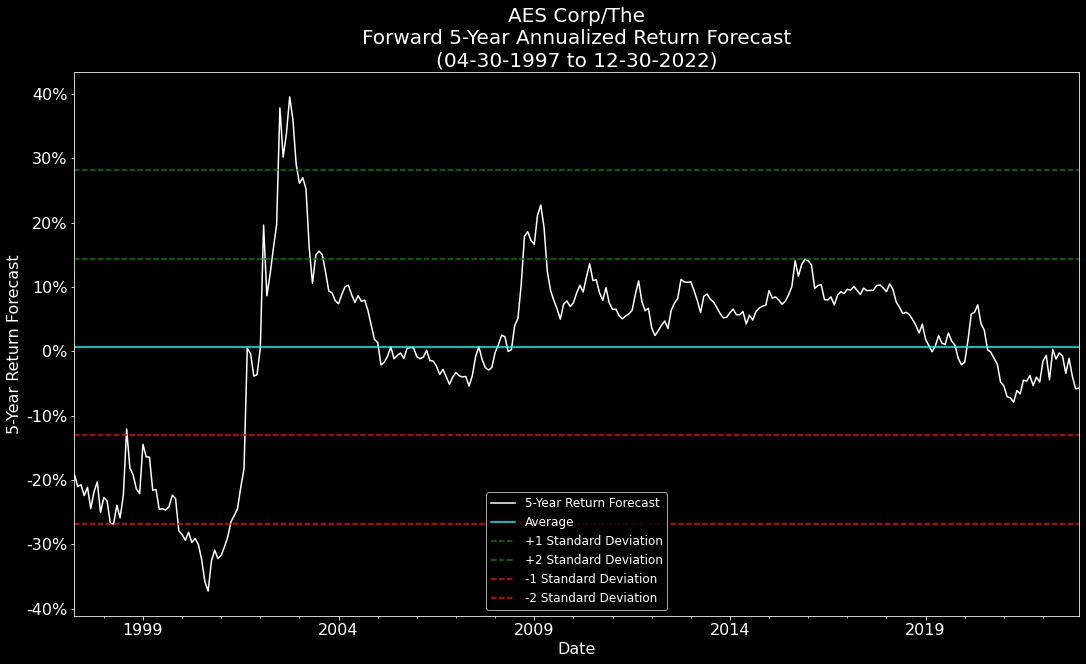 AES Corp/The
Forward 5-Year Annualized Return Forecast
(04-30-1997 to 12-30-2022)
5-Year Return Forecast
40%
30%
20%
10%
0%
-10%
-20%
-30%
-40%
5-Year Return Forecast
Average
+1 Standard Deviation
+2 Standard Deviation
-1 Standard Deviation
-2 Standard Deviation
1999 2004 2009 2014 2019
Date